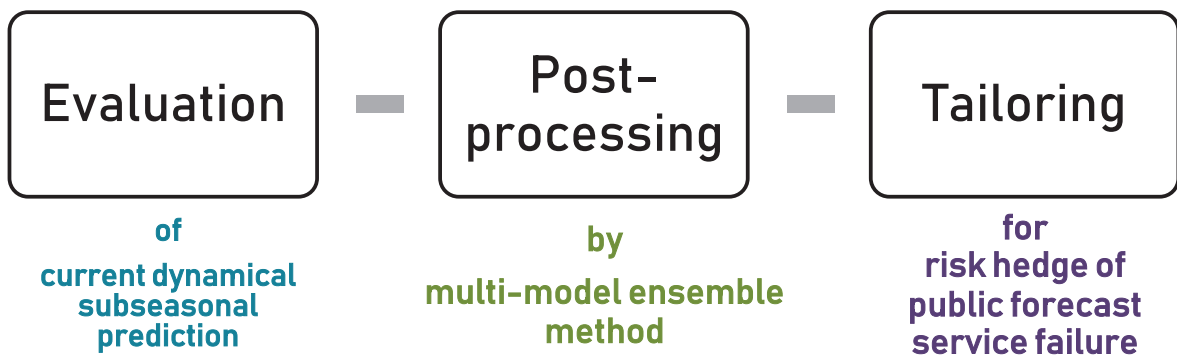 Evaluation
of
current dynamical
subseasonal
prediction
Post-
processing
by
multi-model ensemble
method
Tailoring
for
risk hedge of
public forecast
service failure